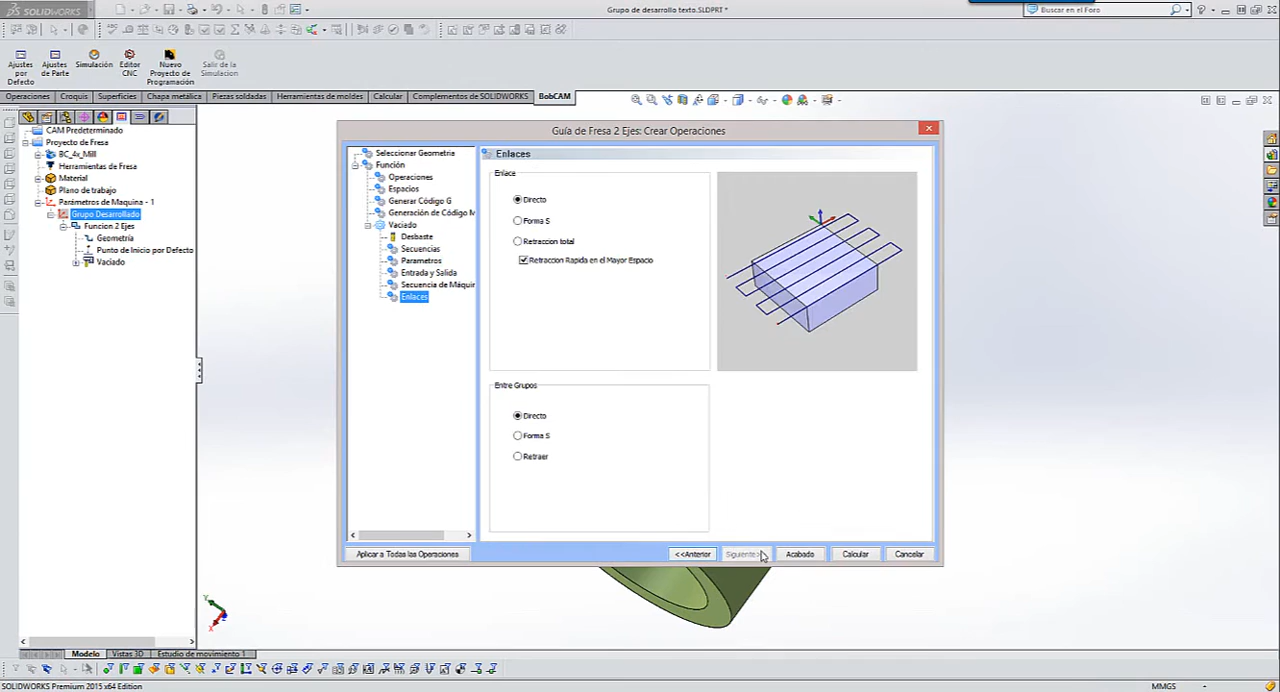 SOLIDWORKS
Grupo de desarrollo texto.SLDPRT *
Buscar en el Foro
Ajustes por Defecto
Ajustes de Parte
Simulación
Editor CNC
Nuevo Proyecto de Programación
Salir de la Simulacion
Operaciones
Croquis
Superficies
Chapa metálica
Piezas soldadas
Herramientas de moldes
Calcular
Complementos de SOLIDWORKS
BobCAM
CAM Predeterminado
Proyecto de Fresa
BC_4x_Mill
Herramientas de Fresa
Material
Plano de trabajo
Parámetros de Maquina - 1
Grupo Desarrollado
Funcion 2 Ejes
Geometría
Punto de Inicio por Defecto
Vaciado
Guía de Fresa 2 Ejes: Crear Operaciones
Seleccionar Geometria
Función
Operaciones
Espacios
Generar Código G
Generación de Código M
Vaciado
Desbaste
Secuencias
Parametros
Entrada y Salida
Secuencia de Máquin
Enlaces
Enlaces
Enlace
Directo
Forma S
Retraccion total
Retraccion Rapida en el Mayor Espacio
Entre Grupos
Directo
Forma S
Retraer
Aplicar a Todas las Operaciones
<<Anterior
Siguiente>>
Acabado
Calcular
Cancelar
Y
X
Modelo
Vistas 3D
Estudio de movimiento 1
SOLIDWORKS Premium 2015 x64 Edition
MMGS